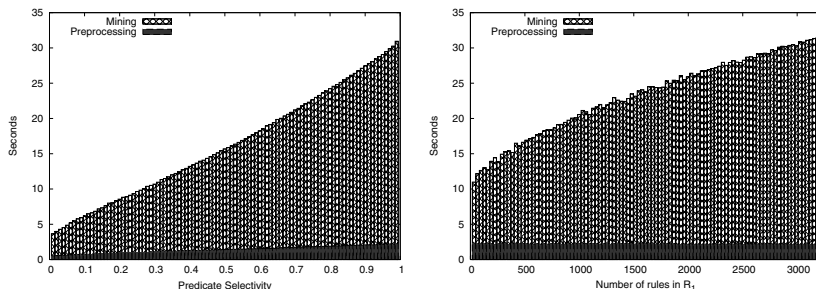 Mining
Preprocessing
35
30
25
20
15
10
5
0
Seconds
0 0.1 0.2 0.3 0.4 0.5 0.6 0.7 0.8 0.9 1
Predicate Selectivity
Mining
Preprocessing
35
30
25
20
15
10
5
0
Seconds
0 500 1000 1500 2000 2500 3000
Number of rules in R1